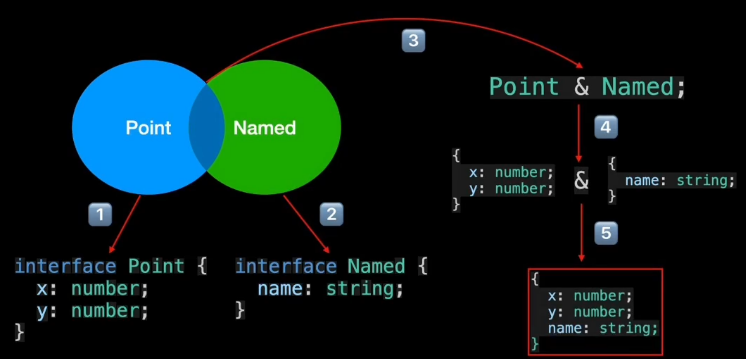 3
Point & Named;
Point
Named
4
{
  x: number;
  y: number;
}
&
{
  name: string;
}
1
2
5
interface Point {
  x: number;
  y: number;
}
interface Named {
  name: string;
}
{
  x: number;
  y: number;
  name: string;
}